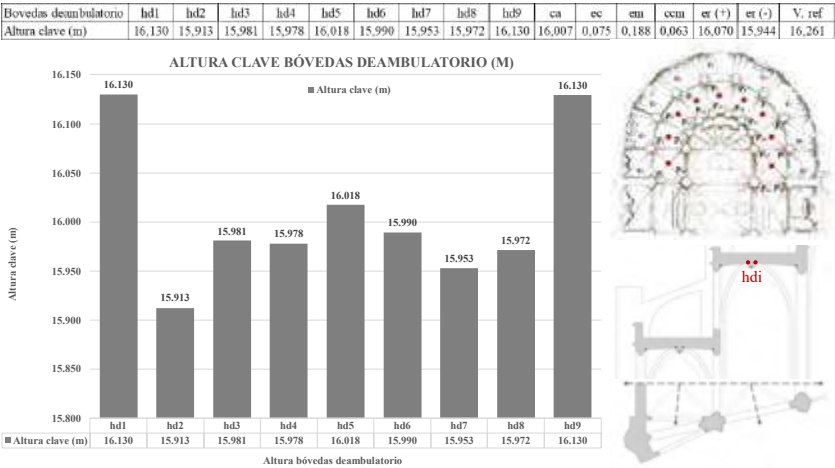 Bovedas deambulatorio hd1 hd2 hd3 hd4 hd5 hd6 hd7 hd8 hd9 ca ec em ccm er (+) er (-) V. ref
Altura clave (m) 16,130 15,913 15,981 15,978 16,018 15,990 15,953 15,972 16,130 16,007 0,075 0,188 0,063 16,070 15,944 16,261
ALTURA CLAVE BÓVEDAS DEAMBULATORIO (M)
Altura clave (m)
16.150
16.100
16.050
16.000
15.950
15.900
15.850
15.800
Altura clave (m)
16.130
15.913
15.981
15.978
16.018
15.990
15.953
15.972
16.130
hd1 hd2 hd3 hd4 hd5 hd6 hd7 hd8 hd9
Altura clave (m) 16.130 15.913 15.981 15.978 16.018 15.990 15.953 15.972 16.130
Altura bóvedas deambulatorio
hdi